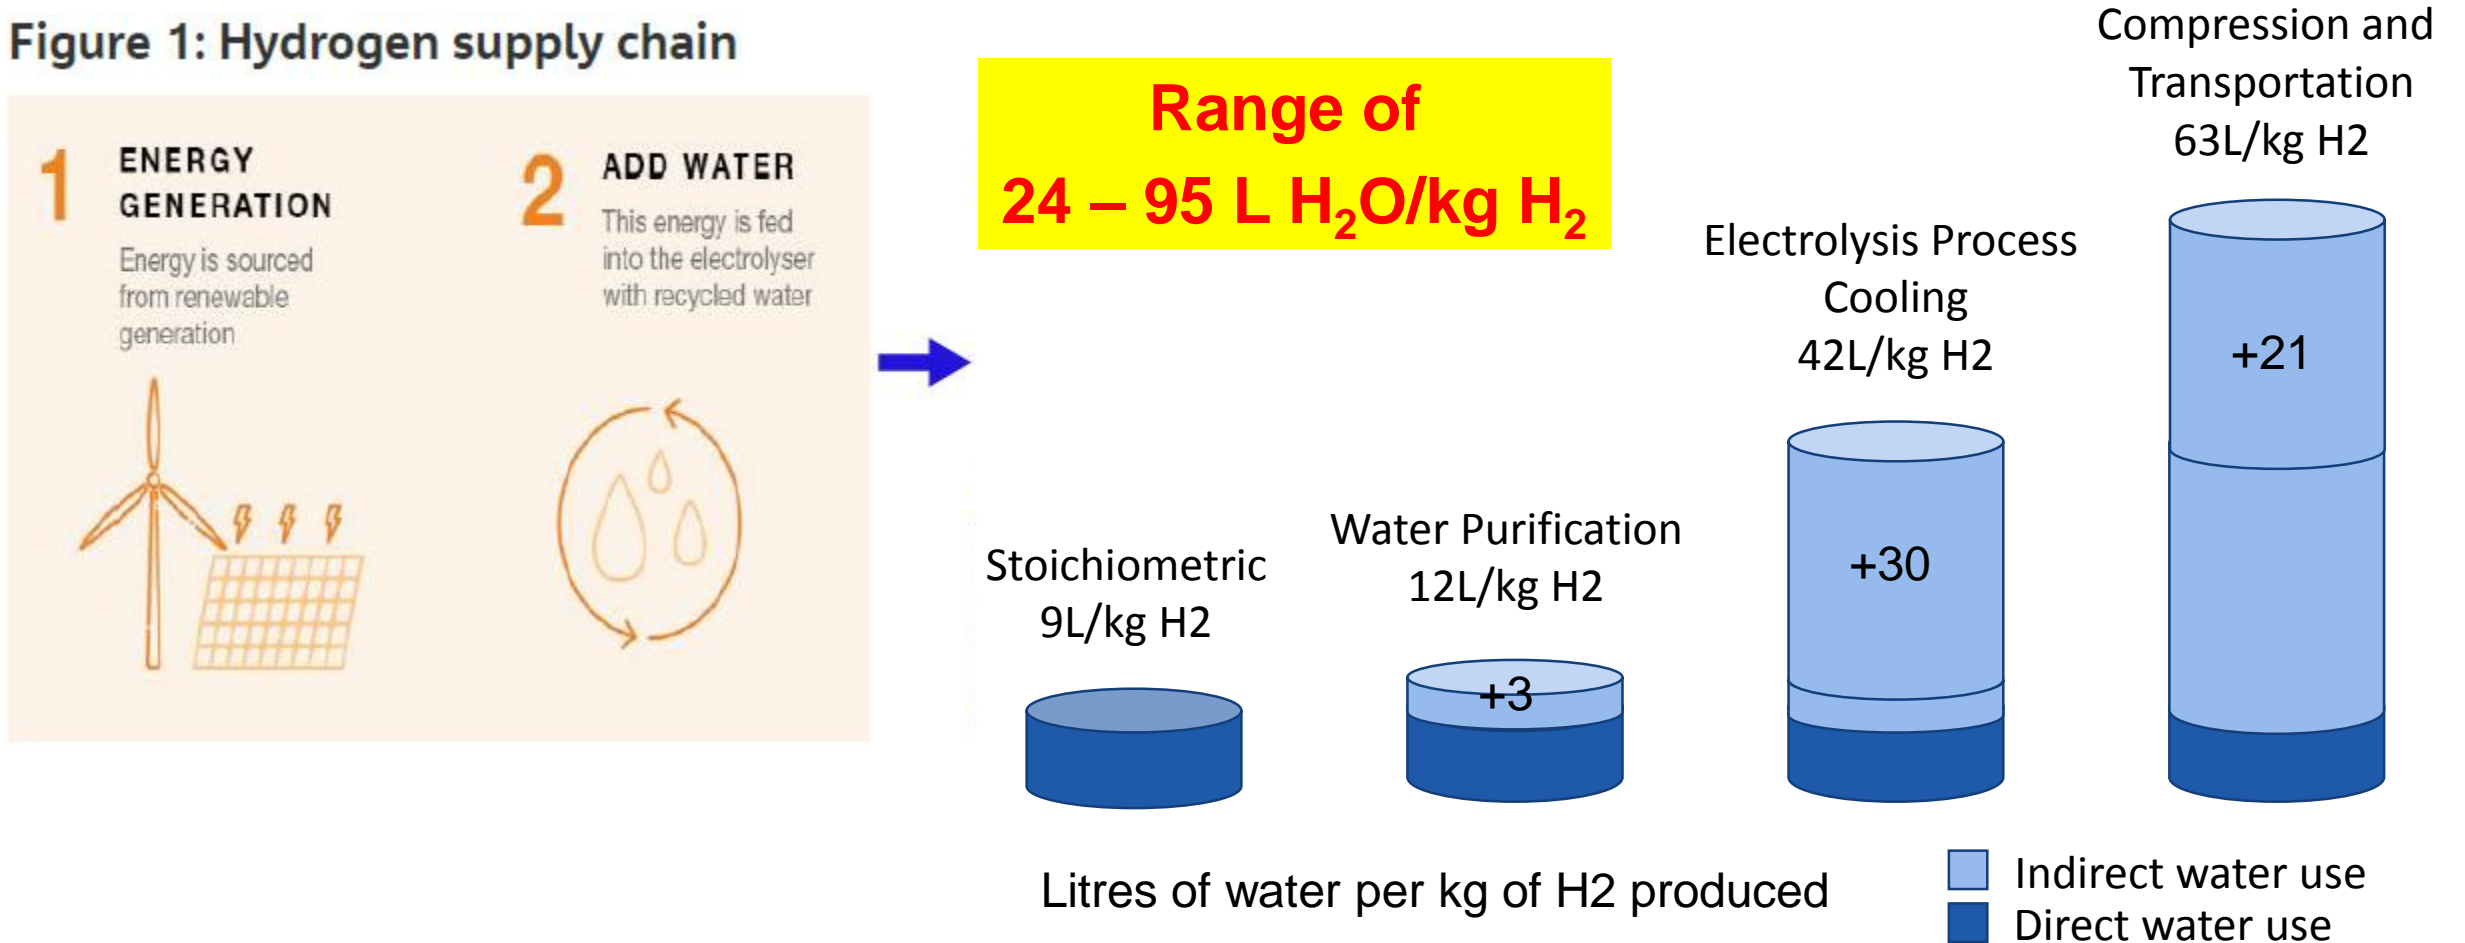 Figure 1: Hydrogen supply chain
1
ENERGY
GENERATION
Energy is sourced
from renewable
generation
2
ADD WATER
This energy is fed
into the electrolyser
with recycled water
Range of
24 – 95 L H₂O/kg H₂
Stoichiometric
9L/kg H2
Water Purification
12L/kg H2
+3
Electrolysis Process
Cooling
42L/kg H2
+30
Compression and
Transportation
63L/kg H2
+21
Litres of water per kg of H2 produced
Indirect water use
Direct water use